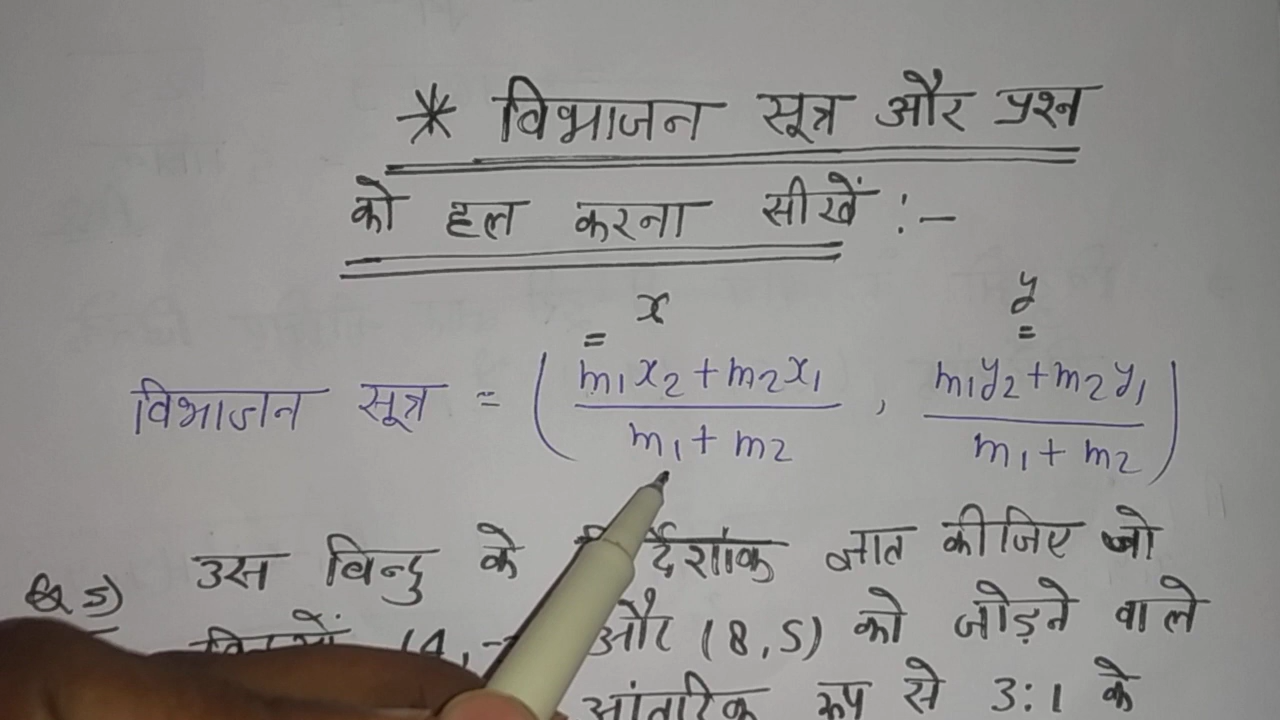 * विभाजन सूत्र और प्रश्न
को हल करना सीखें :-
= x y =
विभाजन सूत्र = ( m1x2 + m2x1 / m1 + m2 , m1y2 + m2y1 / m1 + m2 )
उस बिन्दु के ज्ञात कीजिए जो
और (8, 5) को जोड़ने वाले
आंतरिक रूप से 3:1 के